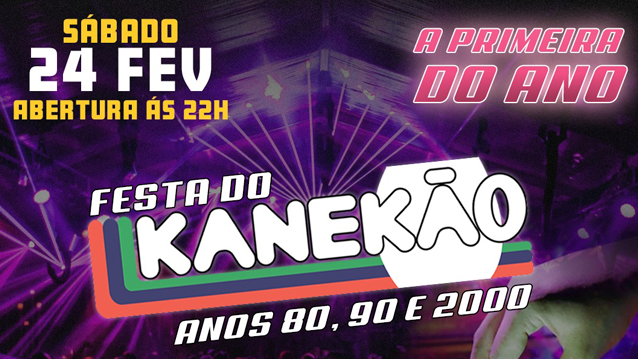 SÁBADO
24 FEV
ABERTURA ÁS 22H
A PRIMEIRA
DO ANO
FESTA DO
KANEKÃO
ANOS 80, 90 E 2000